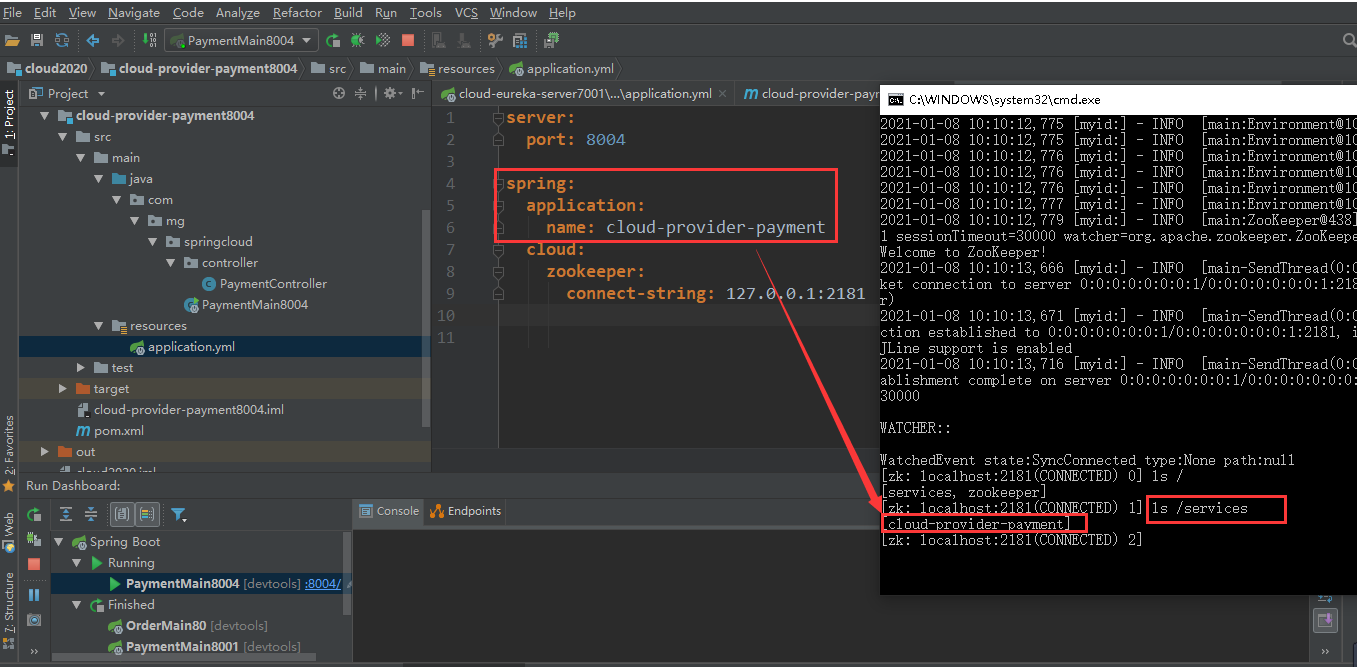 File Edit View Navigate Code Analyze Refactor Build Run Tools VCS Window Help
PaymentMain8004
cloud2020 cloud-provider-payment8004 src main resources application.yml
1: Project
2: Favorites
Web
7: Structure
Project
cloud-provider-payment8004
src
main
java
com
mg
springcloud
controller
PaymentController
PaymentMain8004
resources
application.yml
test
target
cloud-provider-payment8004.iml
pom.xml
out
cloud2020.iml
cloud-eureka-server7001\...\application.yml
cloud-provider-payr
1 server:
2 port: 8004
3
4 spring:
5 application:
6 name: cloud-provider-payment
7 cloud:
8 zookeeper:
9 connect-string: 127.0.0.1:2181
10
11
C:\WINDOWS\system32\cmd.exe
2021-01-08 10:10:12,775 [myid:] - INFO [main:Environment@10
2021-01-08 10:10:12,775 [myid:] - INFO [main:Environment@10
2021-01-08 10:10:12,776 [myid:] - INFO [main:Environment@10
2021-01-08 10:10:12,776 [myid:] - INFO [main:Environment@10
2021-01-08 10:10:12,776 [myid:] - INFO [main:Environment@10
2021-01-08 10:10:12,777 [myid:] - INFO [main:Environment@10
2021-01-08 10:10:12,779 [myid:] - INFO [main:ZooKeeper@438]
l sessionTimeout=30000 watcher=org.apache.zookeeper.ZooKeepe
Welcome to ZooKeeper!
2021-01-08 10:10:13,666 [myid:] - INFO [main-SendThread(0:0
ket connection to server 0:0:0:0:0:0:0:1/0:0:0:0:0:0:0:1:218
r)
2021-01-08 10:10:13,671 [myid:] - INFO [main-SendThread(0:0
ction established to 0:0:0:0:0:0:0:1/0:0:0:0:0:0:0:1:2181, i
JLine support is enabled
2021-01-08 10:10:13,716 [myid:] - INFO [main-SendThread(0:0
ablishment complete on server 0:0:0:0:0:0:0:1/0:0:0:0:0:0:0:
30000
WATCHER::
WatchedEvent state:SyncConnected type:None path:null
[zk: localhost:2181(CONNECTED) 0] ls /
[services, zookeeper]
[zk: localhost:2181(CONNECTED) 1] ls /services
[cloud-provider-payment]
[zk: localhost:2181(CONNECTED) 2]
Run Dashboard:
Spring Boot
Running
PaymentMain8004 [devtools] :8004/
Finished
OrderMain80 [devtools]
PaymentMain8001 [devtools]
Console Endpoints